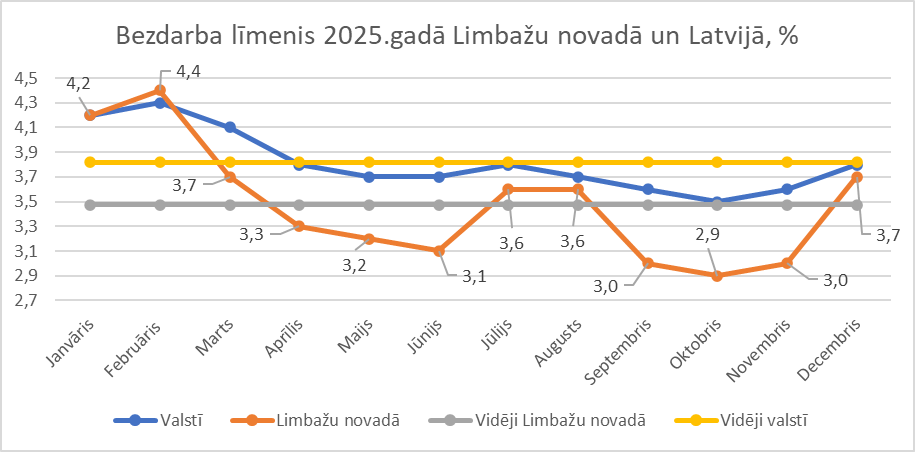 Bezdarba līmenis 2025.gadā Limbažu novadā un Latvijā, %
4,5
4,3
4,1
3,9
3,7
3,5
3,3
3,1
2,9
2,7
4,2
4,4
3,7
3,3
3,2
3,1
3,6
3,6
3,0
2,9
3,0
3,7
Janvāris
Februāris
Marts
Aprīlis
Maijs
Jūnijs
Jūlijs
Augusts
Septembris
Oktobris
Novembris
Decembris
Valstī
Limbažu novadā
Vidēji Limbažu novadā
Vidēji valstī